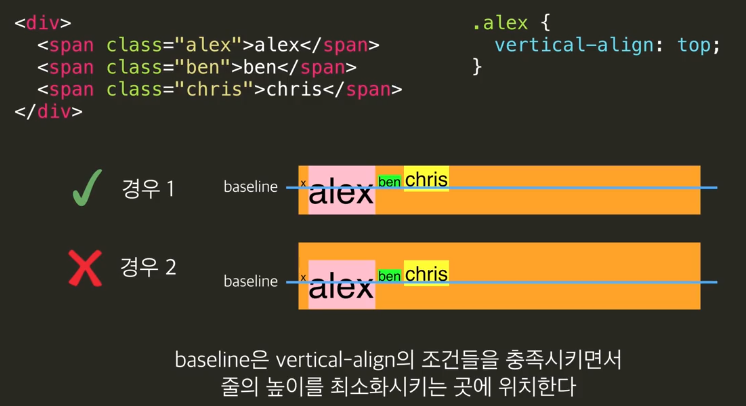 <div>
  <span class="alex">alex</span>
  <span class="ben">ben</span>
  <span class="chris">chris</span>
</div>
.alex {
  vertical-align: top;
}
경우 1
baseline
x alex ben chris
경우 2
baseline
x alex ben chris
baseline은 vertical-align의 조건들을 충족시키면서
줄의 높이를 최소화시키는 곳에 위치한다